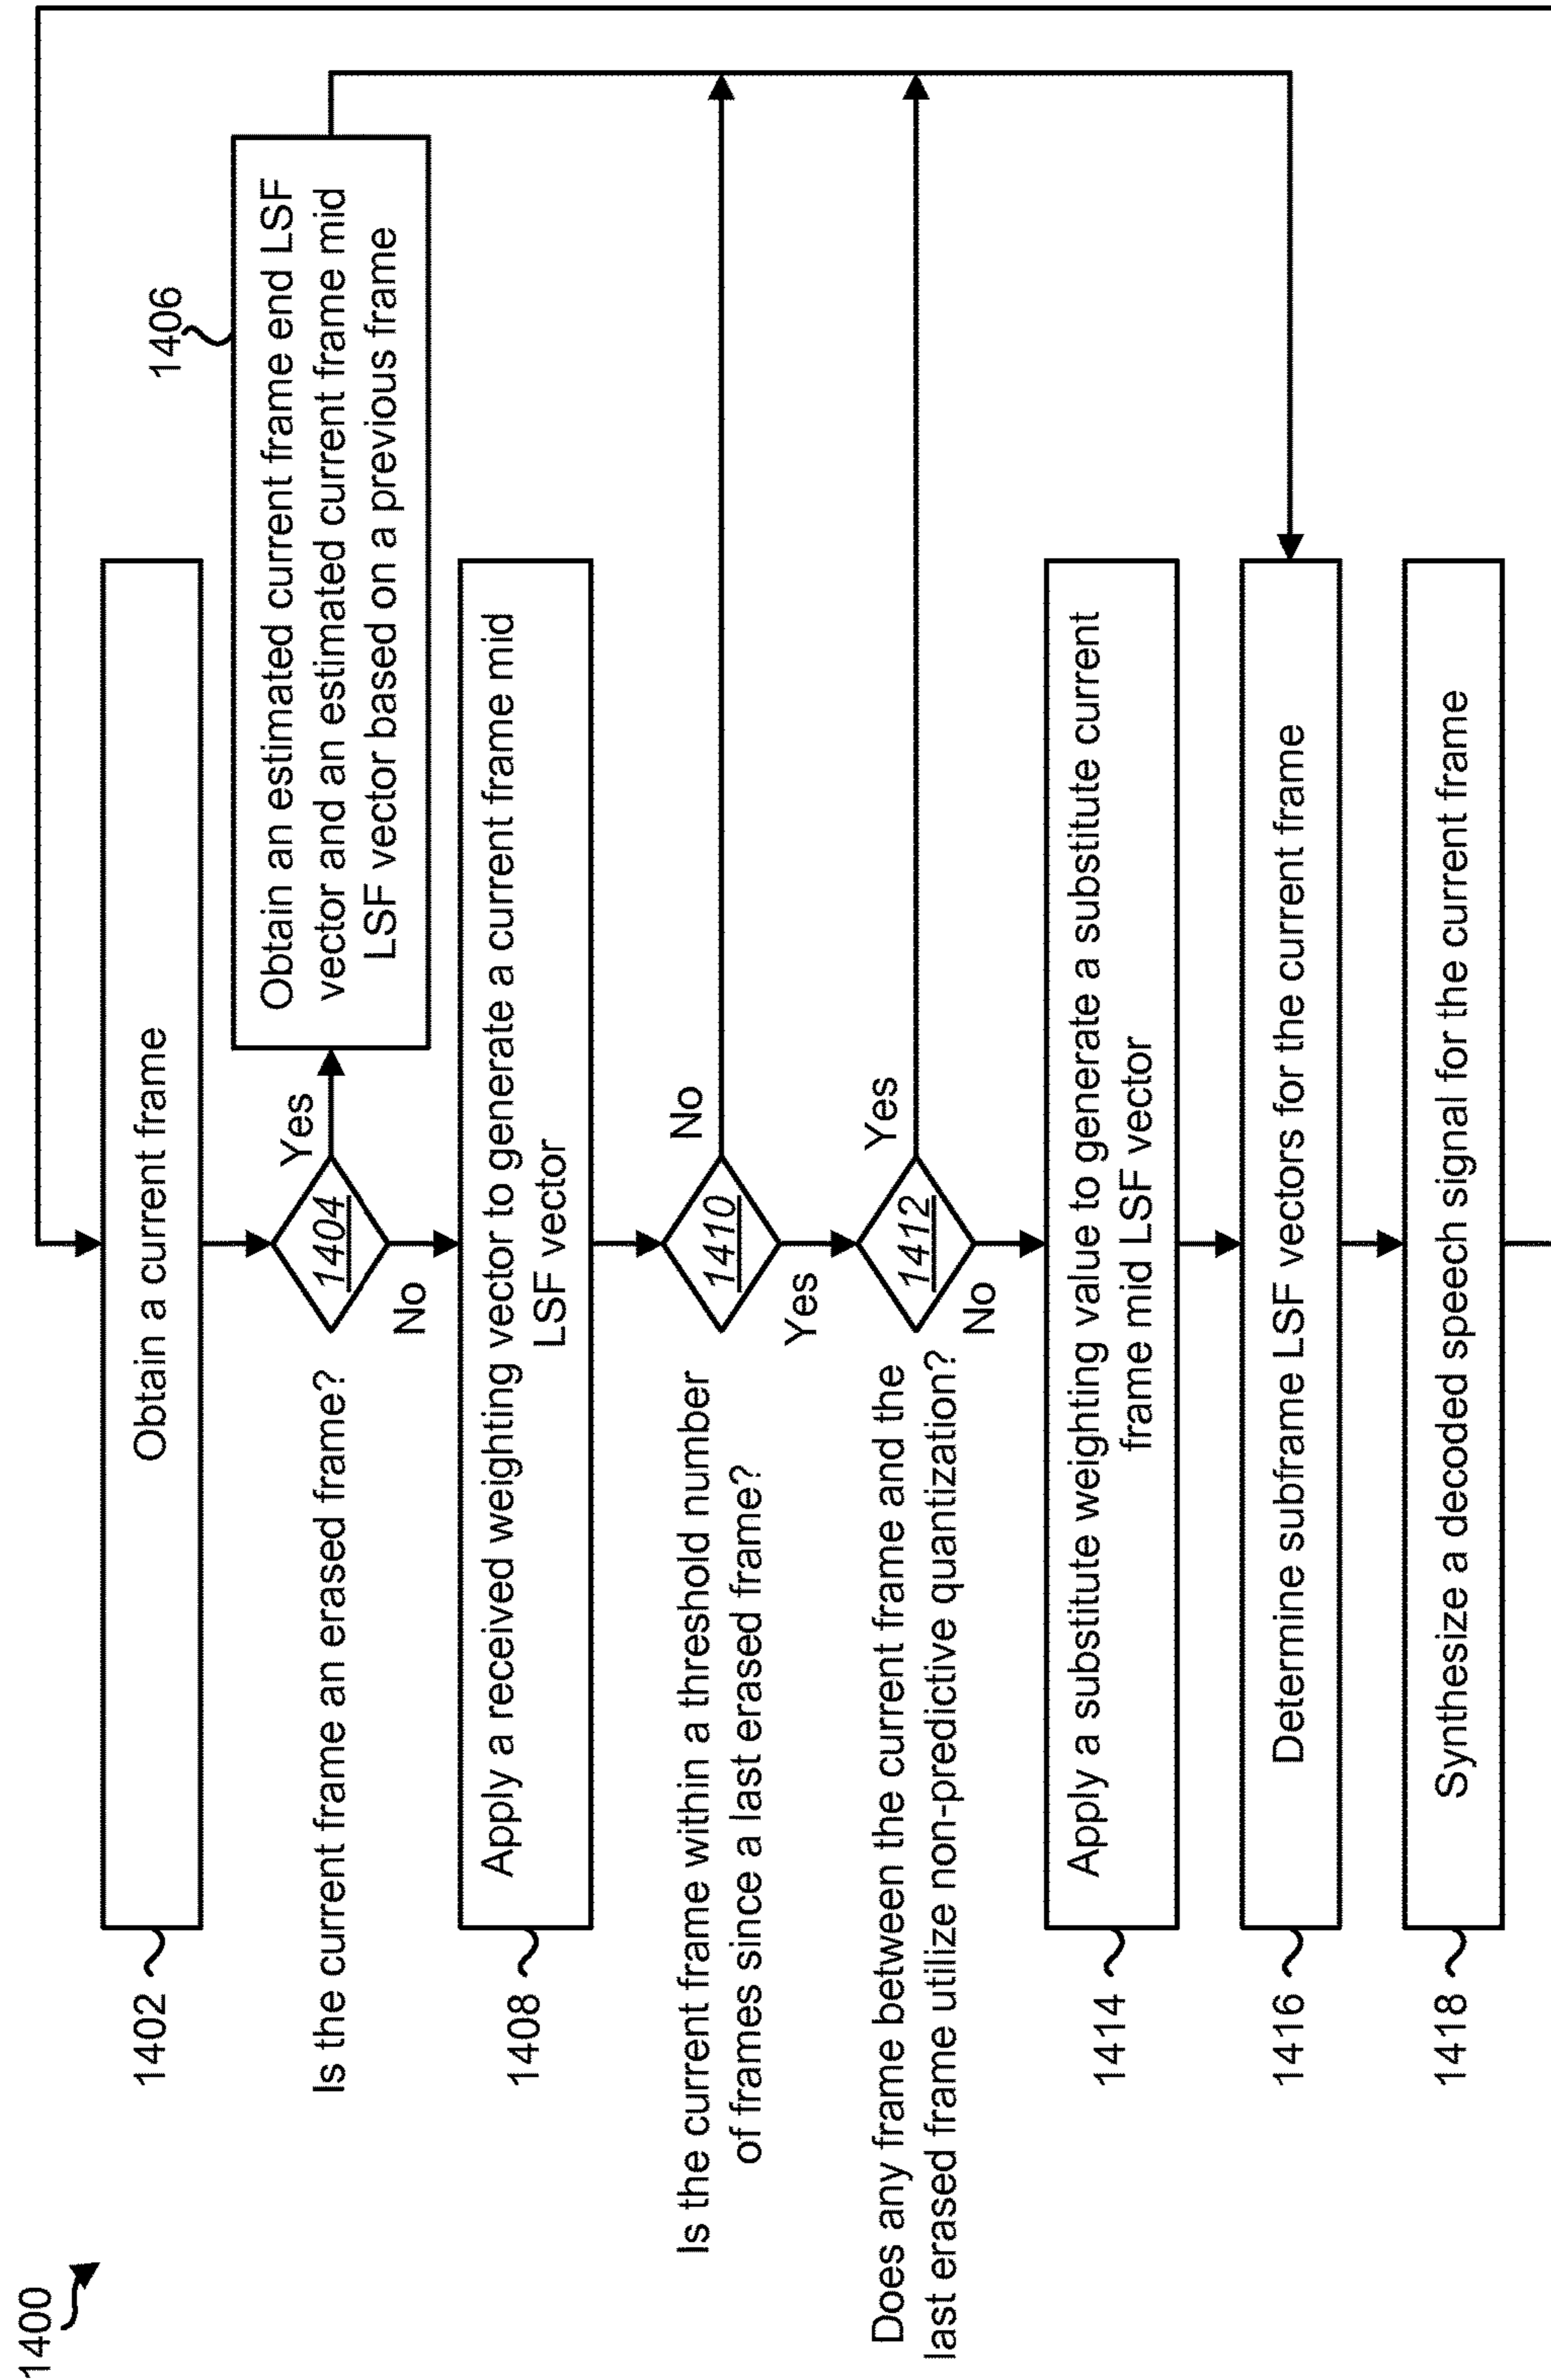 1400
1402
Obtain a current frame
Is the current frame an erased frame?
1404
Yes
No
1406
Obtain an estimated current frame end LSF
vector and an estimated current frame mid
LSF vector based on a previous frame
1408
Apply a received weighting vector to generate a current frame mid
LSF vector
Is the current frame within a threshold number
of frames since a last erased frame?
1410
No
Yes
Does any frame between the current frame and the
last erased frame utilize non-predictive quantization?
1412
Yes
No
1414
Apply a substitute weighting value to generate a substitute current
frame mid LSF vector
1416
Determine subframe LSF vectors for the current frame
1418
Synthesize a decoded speech signal for the current frame